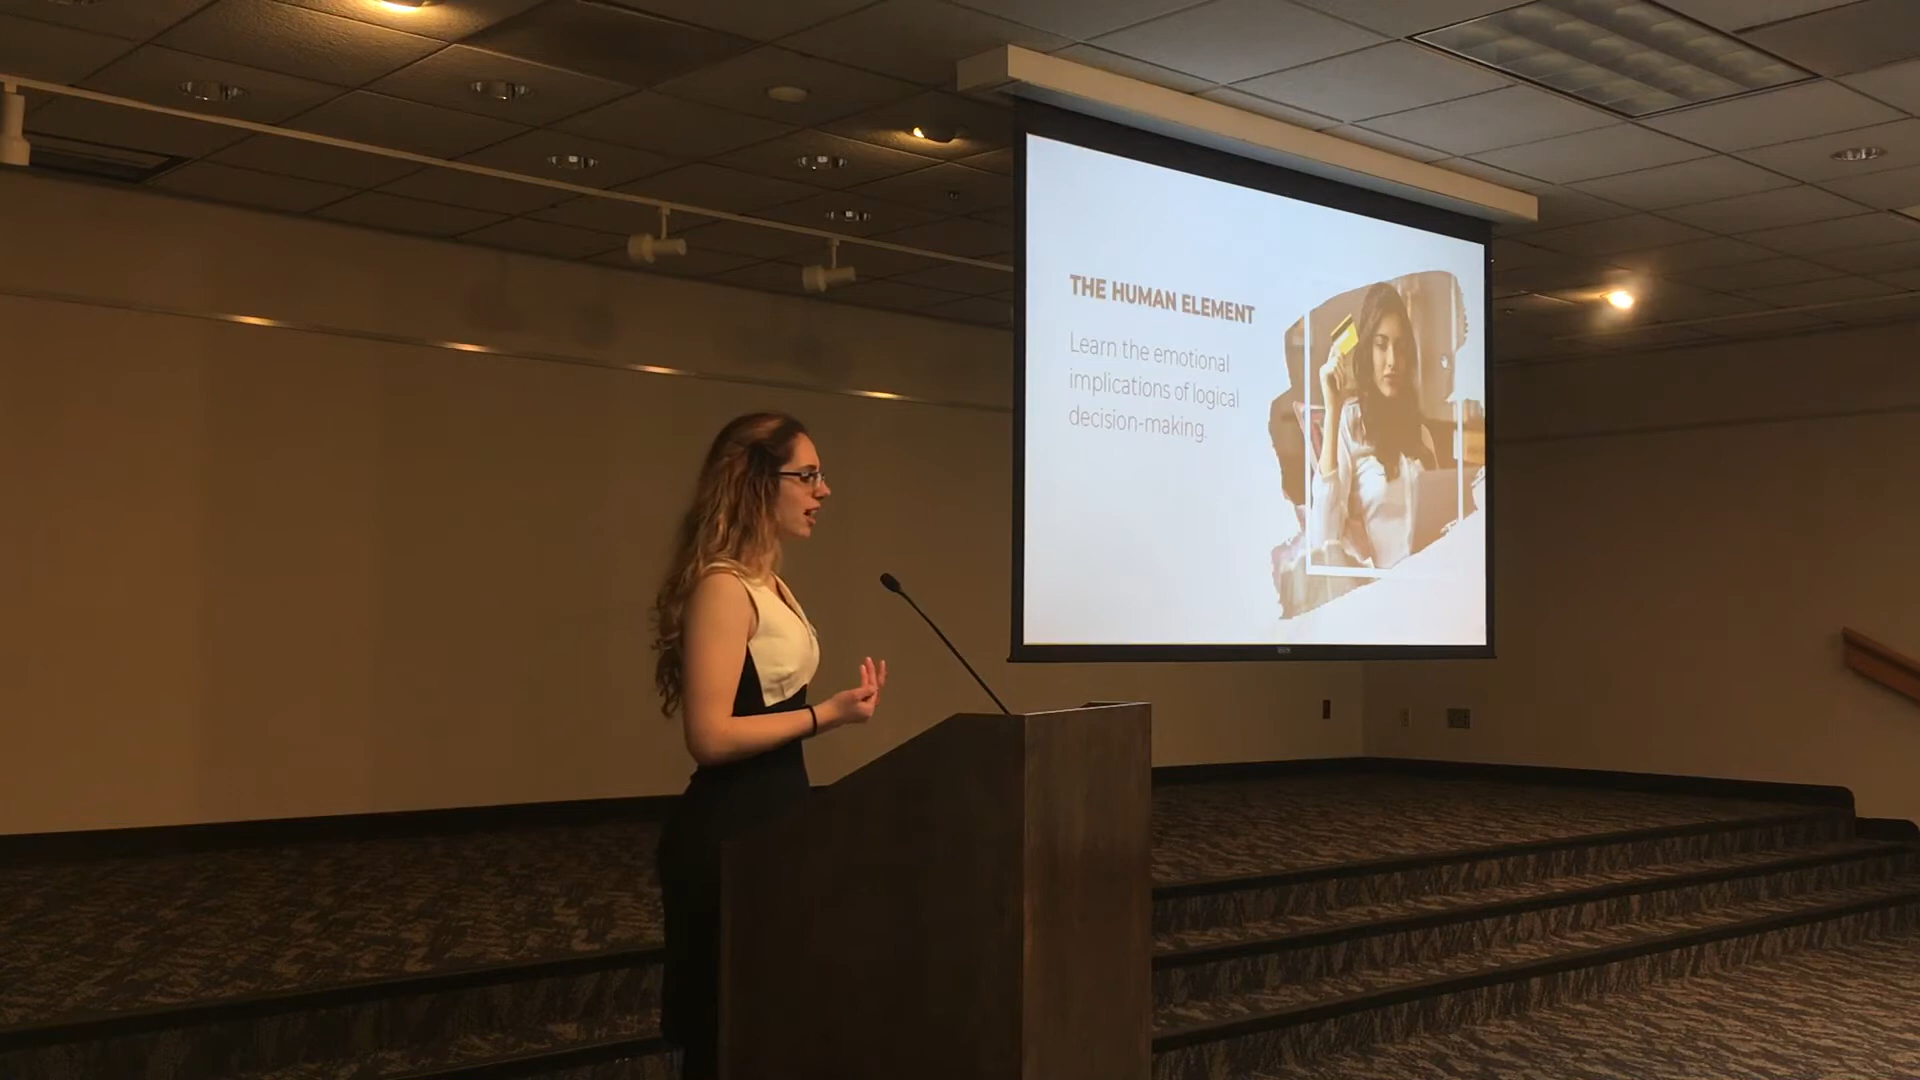 THE HUMAN ELEMENT
Learn the emotional
implications of logical
decision-making.